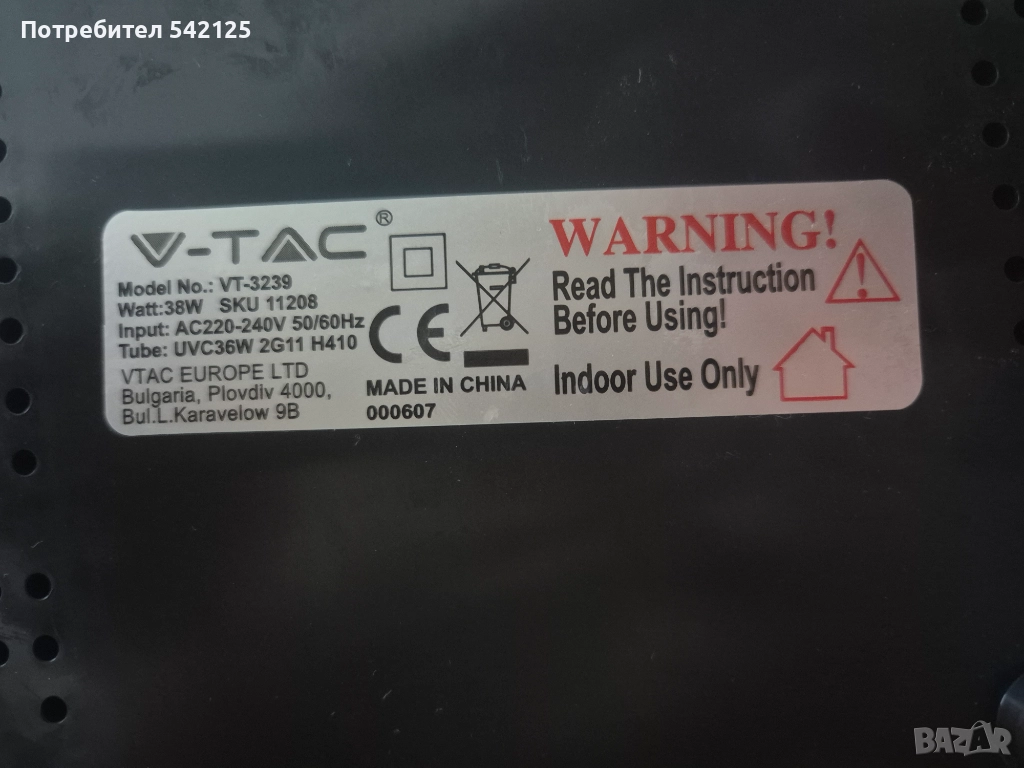 Потребител 542125
V-TAC®
Model No.: VT-3239
Watt:38W SKU 11208
Input: AC220-240V 50/60Hz
Tube: UVC36W 2G11 H410
VTAC EUROPE LTD
Bulgaria, Plovdiv 4000,
Bul.L.Karavelow 9B
CE
MADE IN CHINA
000607
WARNING!
Read The Instruction
Before Using!
Indoor Use Only
BAZAR